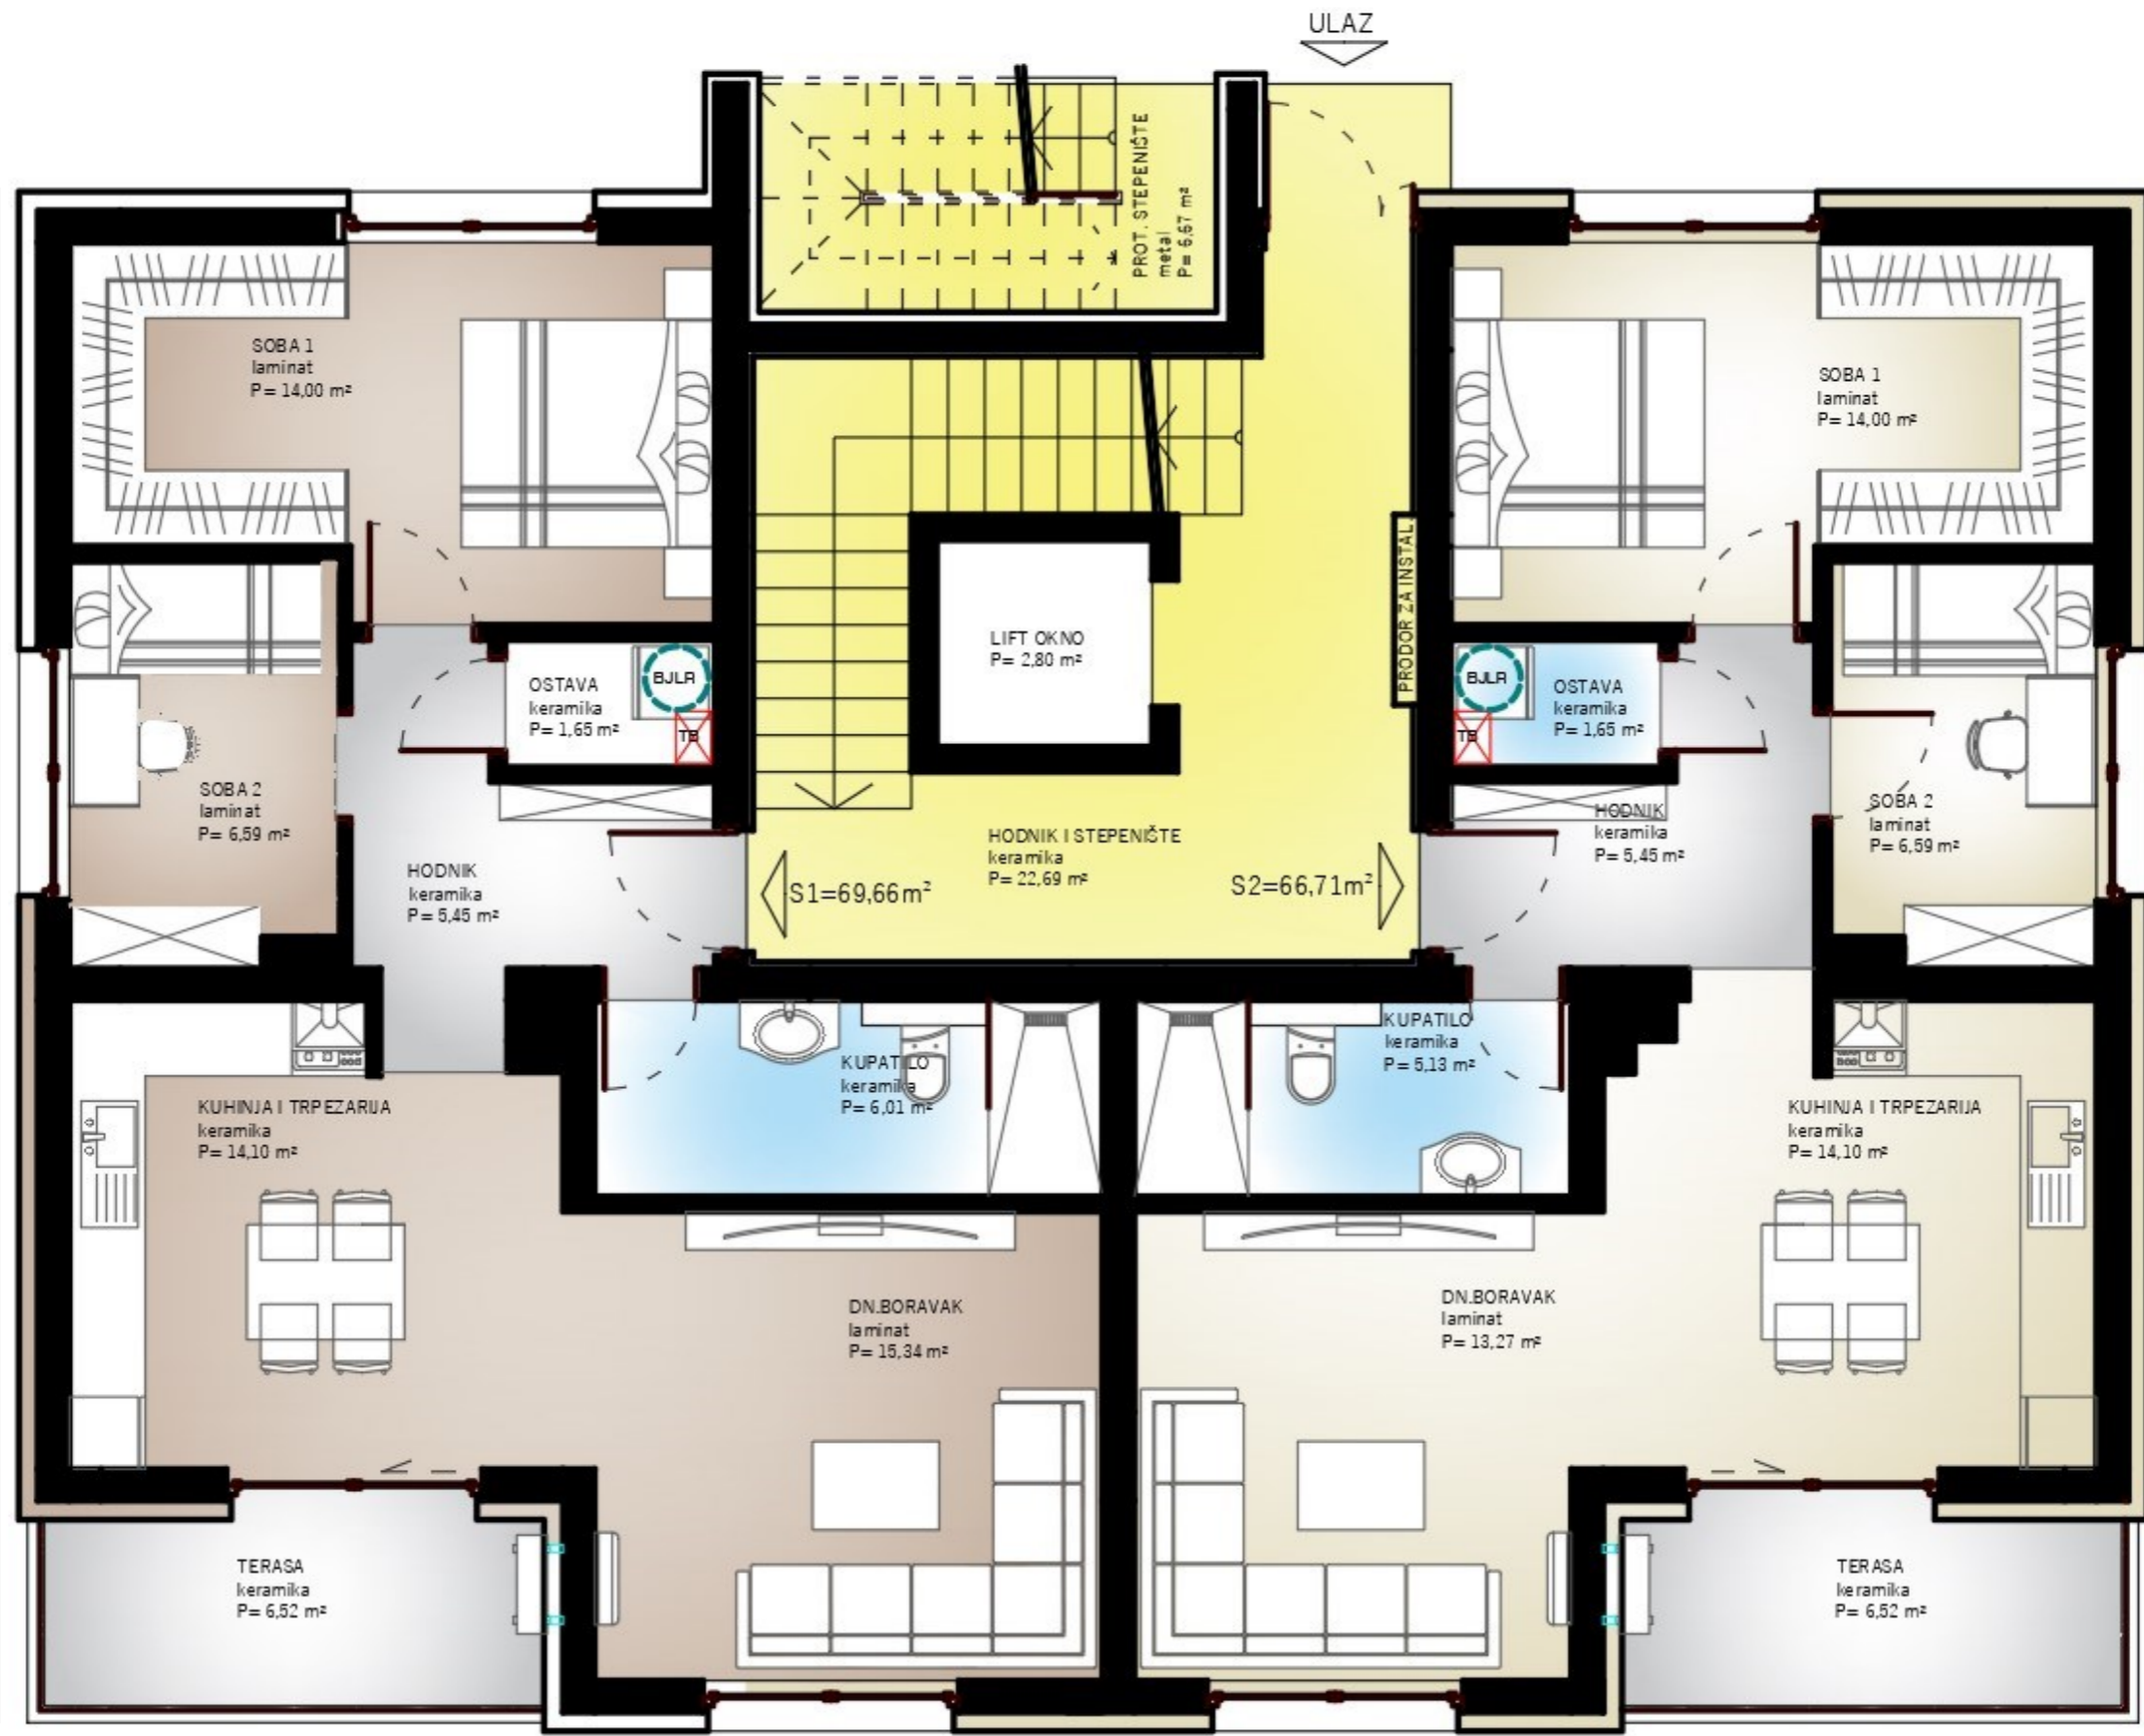 ULAZ
PROT. STEPENIŠTE
metal
P= 6,67 m²
SOBA 1
laminat
P= 14,00 m²
SOBA 1
laminat
P= 14,00 m²
PRODOR ZA INSTAL.
LIFT OKNO
P= 2,80 m²
OSTAVA
keramika
P= 1,65 m²
BJLR
TB
BJLR
TB
OSTAVA
keramika
P= 1,65 m²
SOBA 2
laminat
P= 6,59 m²
HODNIK
keramika
P= 5,45 m²
HODNIK I STEPENIŠTE
keramika
P= 22,69 m²
S1=69,66m²
S2=66,71m²
HODNIK
keramika
P= 5,45 m²
SOBA 2
laminat
P= 6,59 m²
KUPATILO
keramika
P= 6,01 m²
KUPATILO
keramika
P= 5,13 m²
KUHINJA I TRPEZARIJA
keramika
P= 14,10 m²
KUHINJA I TRPEZARIJA
keramika
P= 14,10 m²
DN.BORAVAK
laminat
P= 15,34 m²
DN.BORAVAK
laminat
P= 13,27 m²
TERASA
keramika
P= 6,52 m²
TERASA
keramika
P= 6,52 m²